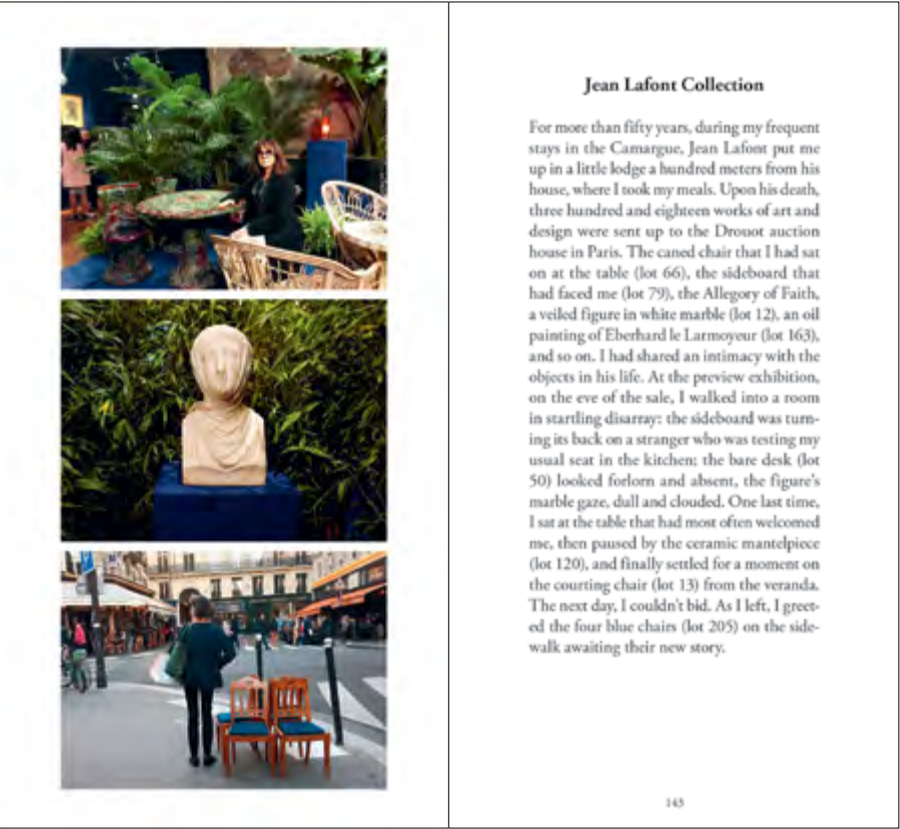 Jean Lafont Collection
For more than fifty years, during my frequent
stays in the Camargue, Jean Lafont put me
up in a little lodge a hundred meters from his
house, where I took my meals. Upon his death,
three hundred and eighteen works of art and
design were sent up to the Drouot auction
house in Paris. The caned chair that I had sat
on at the table (lot 66), the sideboard that
had faced me (lot 79), the Allegory of Faith,
a veiled figure in white marble (lot 12), an oil
painting of Eberhard le Larmoyeur (lot 163),
and so on. I had shared an intimacy with the
objects in his life. At the preview exhibition,
on the eve of the sale, I walked into a room
in startling disarray: the sideboard was turn-
ing its back on a stranger who was testing my
usual seat in the kitchen; the bare desk (lot
50) looked forlorn and absent, the figure's
marble gaze, dull and clouded. One last time,
I sat at the table that had most often welcomed
me, then paused by the ceramic mantelpiece
(lot 120), and finally settled for a moment on
the courting chair (lot 13) from the veranda.
The next day, I couldn't bid. As I left, I greet-
ed the four blue chairs (lot 205) on the side-
walk awaiting their new story.
143